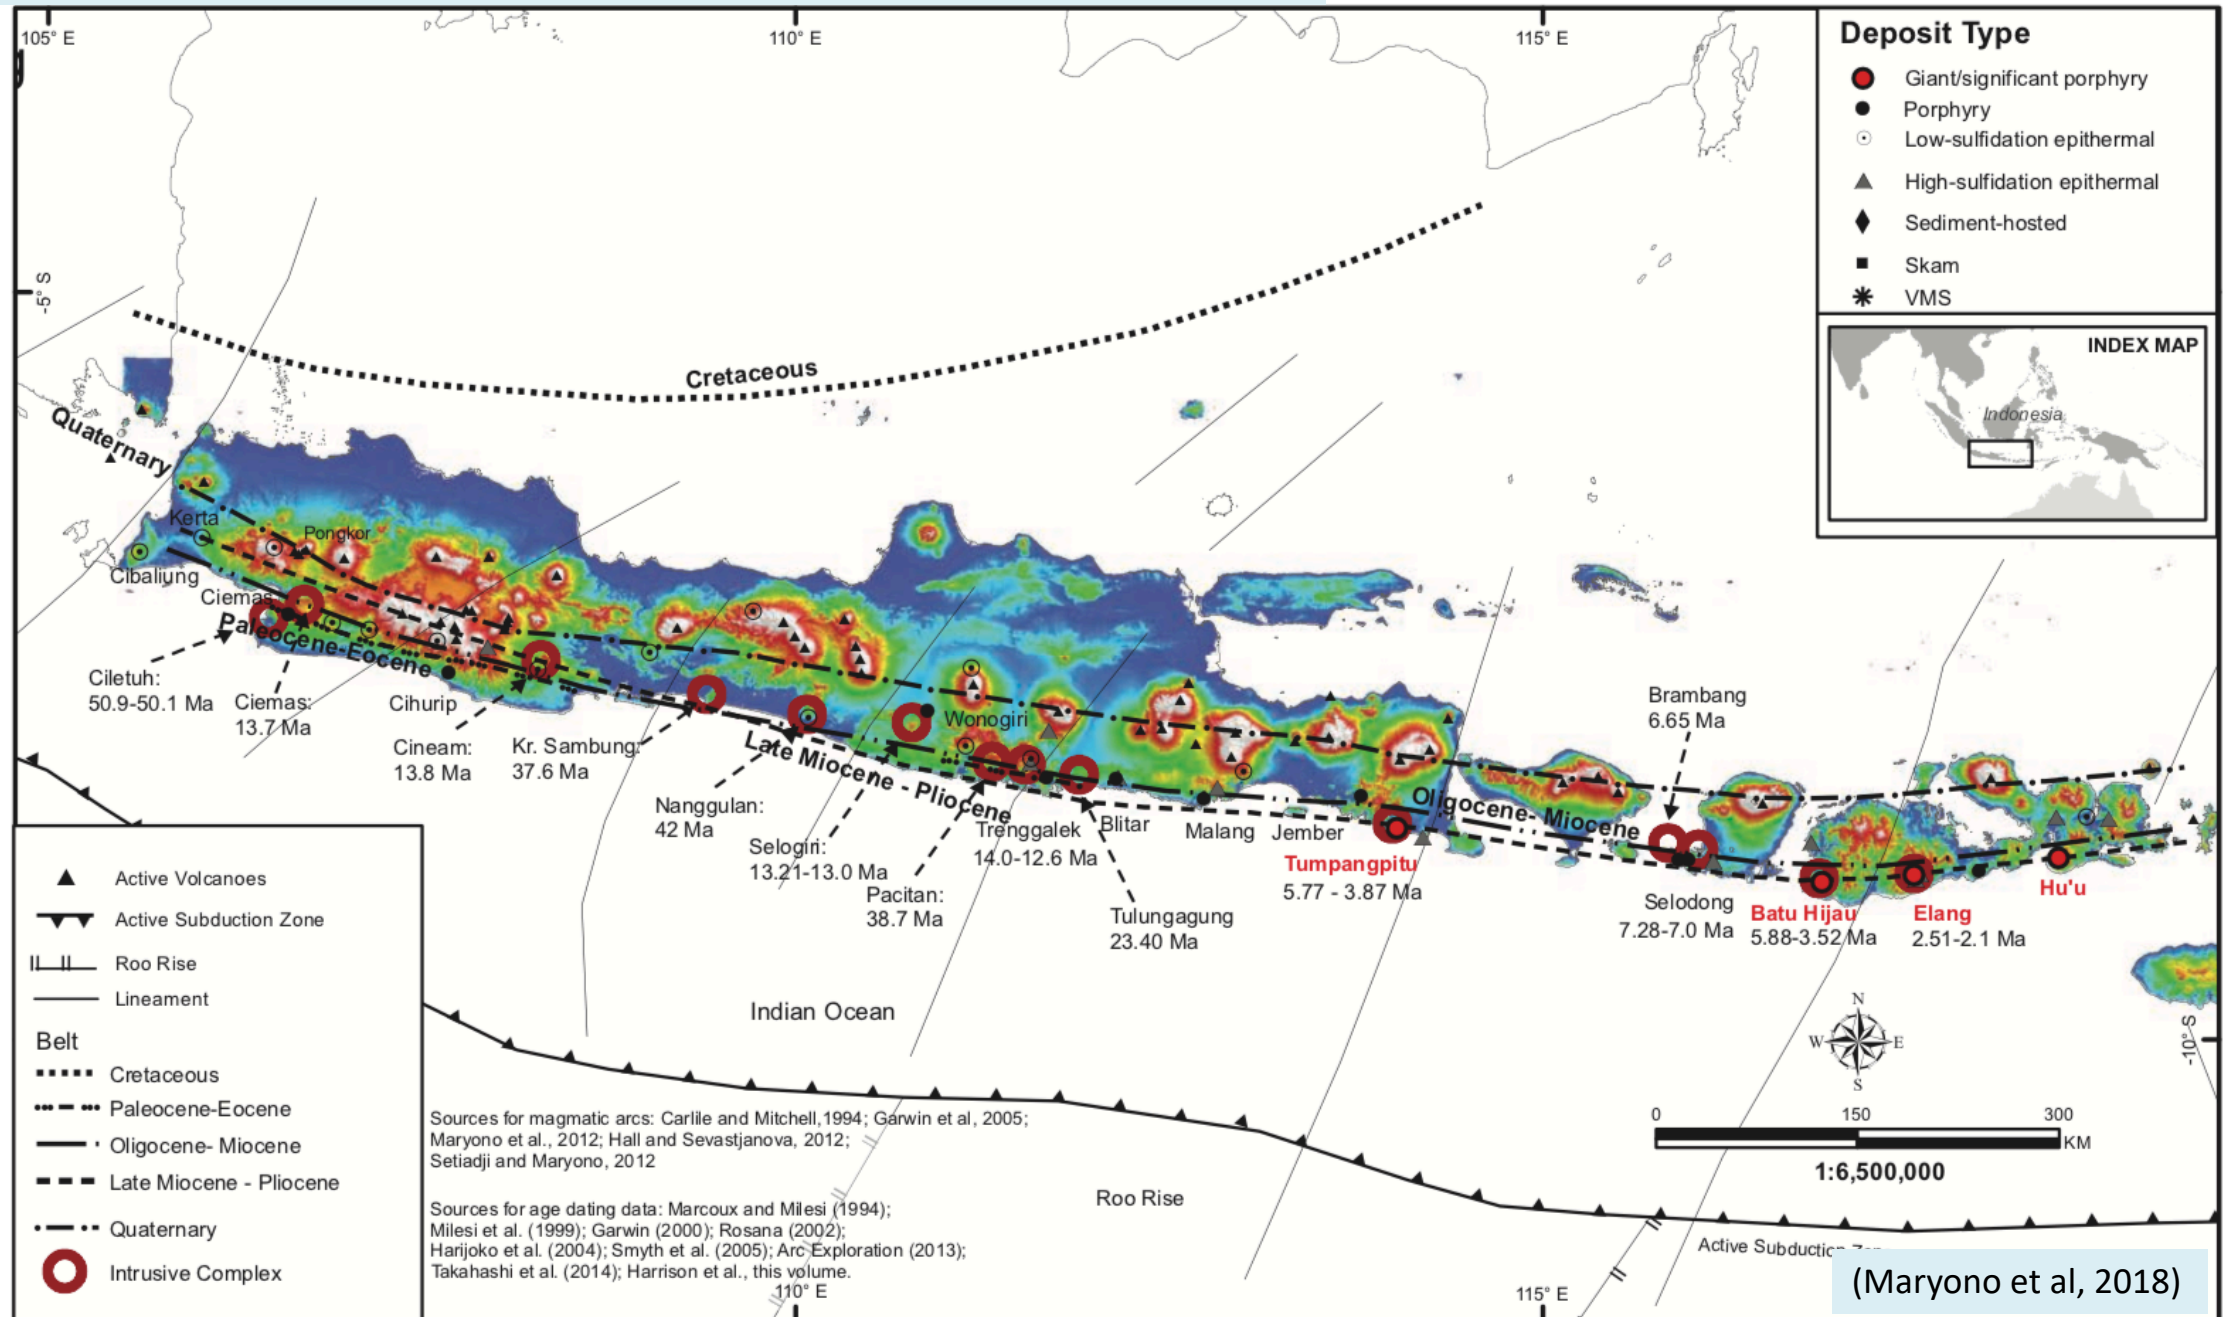 105° E
110° E
115° E
Deposit Type
Giant/significant porphyry
Porphyry
Low-sulfidation epithermal
High-sulfidation epithermal
Sediment-hosted
Skam
VMS
-5° S
INDEX MAP
Indonesia
Cretaceous
Quaternary
Kerta
Pongkor
Cibaliung
Ciemas
Paleocene-Eocene
Ciletuh:
50.9-50.1 Ma
Ciemas:
13.7 Ma
Cihurip
Cineam:
13.8 Ma
Kr. Sambung:
37.6 Ma
Nanggulan:
42 Ma
Late Miocene - Pliocene
Wonogiri
Selogiri:
13.21-13.0 Ma
Pacitan:
38.7 Ma
Trenggalek
14.0-12.6 Ma
Blitar
Tulungagung
23.40 Ma
Malang
Jember
Tumpangpitu
5.77 - 3.87 Ma
Oligocene- Miocene
Brambang
6.65 Ma
Selodong
7.28-7.0 Ma
Batu Hijau
5.88-3.52 Ma
Elang
2.51-2.1 Ma
Hu'u
Active Volcanoes
Active Subduction Zone
Roo Rise
Lineament
Belt
Cretaceous
Paleocene-Eocene
Oligocene- Miocene
Late Miocene - Pliocene
Quaternary
Intrusive Complex
Indian Ocean
N
W
E
S
-10° S
0
150
300
KM
1:6,500,000
Sources for magmatic arcs: Carlile and Mitchell,1994; Garwin et al, 2005;
Maryono et al., 2012; Hall and Sevastjanova, 2012;
Setiadji and Maryono, 2012
Roo Rise
Sources for age dating data: Marcoux and Milesi (1994);
Milesi et al. (1999); Garwin (2000); Rosana (2002);
Harijoko et al. (2004); Smyth et al. (2005); Arc Exploration (2013);
Takahashi et al. (2014); Harrison et al., this volume.
Active Subduction
110° E
115° E
(Maryono et al, 2018)